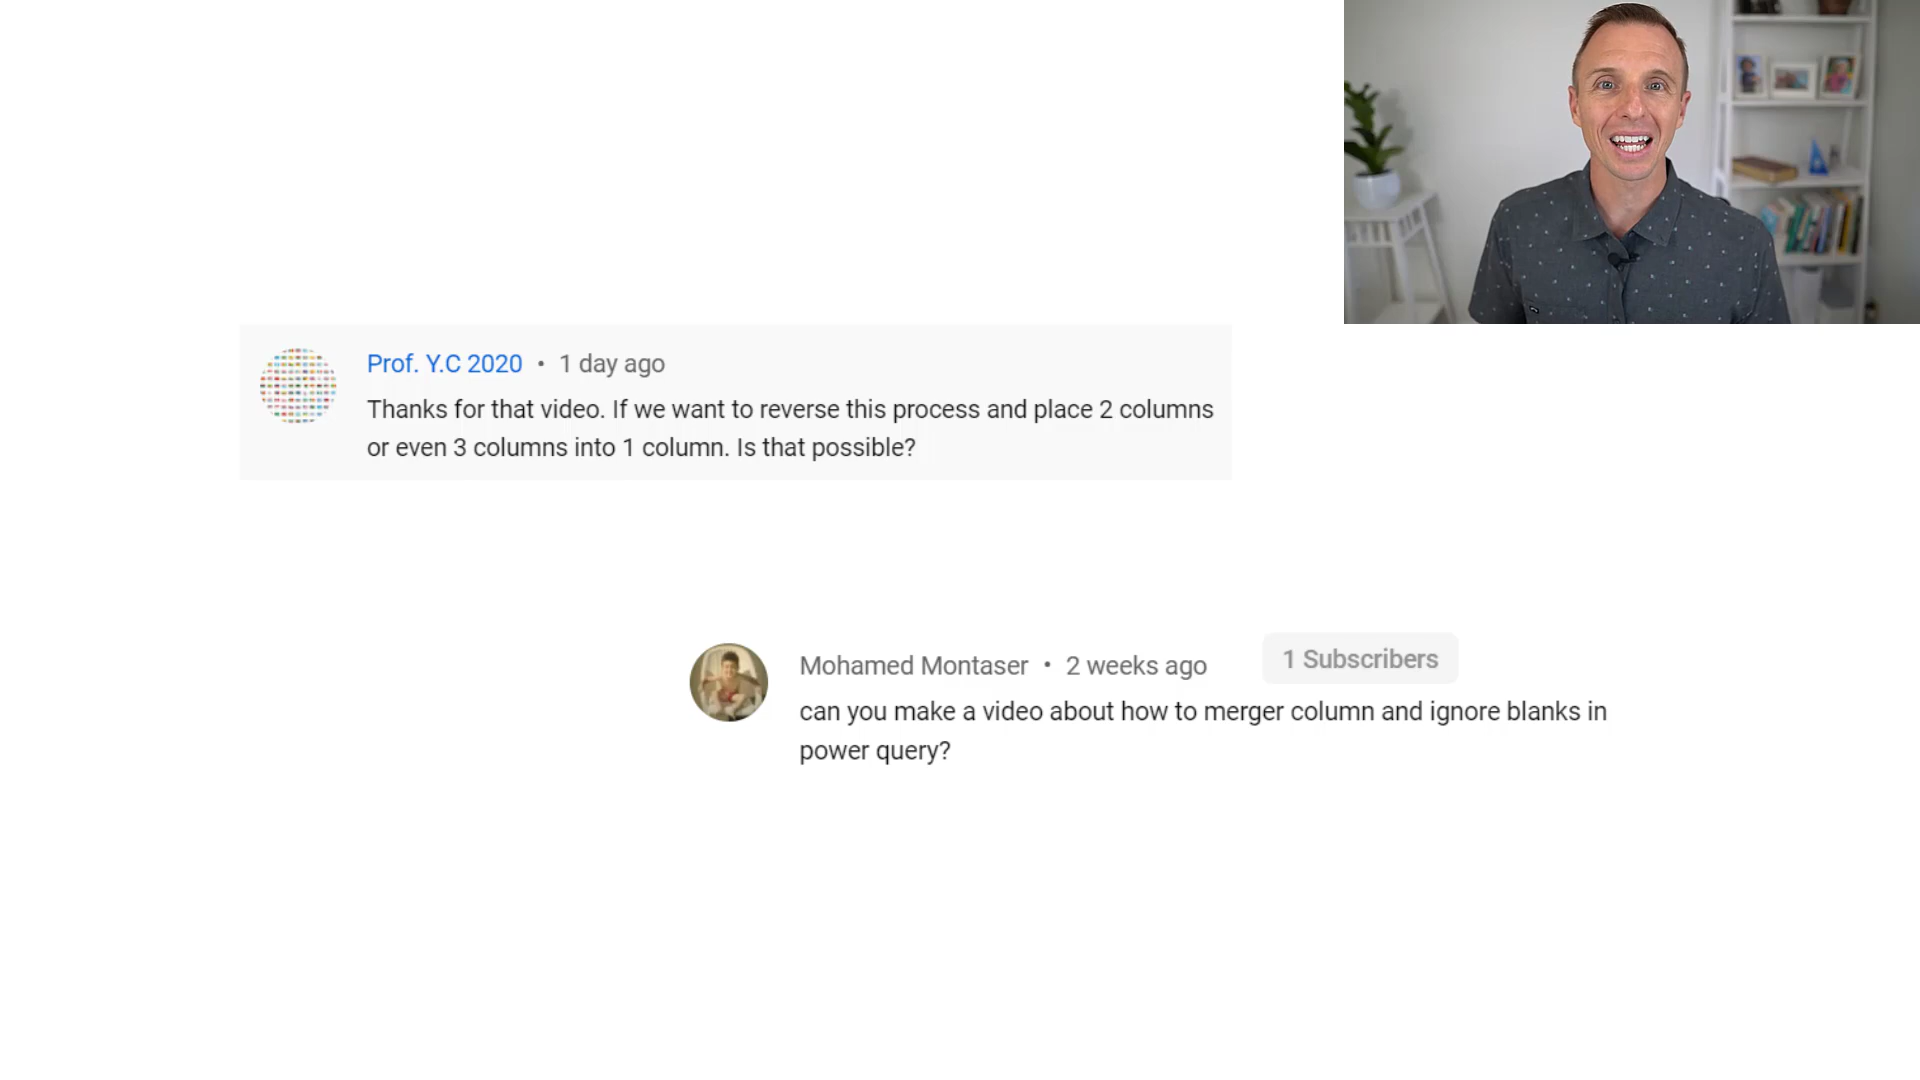 Prof. Y.C 2020 • 1 day ago
Thanks for that video. If we want to reverse this process and place 2 columns
or even 3 columns into 1 column. Is that possible?
Mohamed Montaser • 2 weeks ago
1 Subscribers
can you make a video about how to merger column and ignore blanks in
power query?